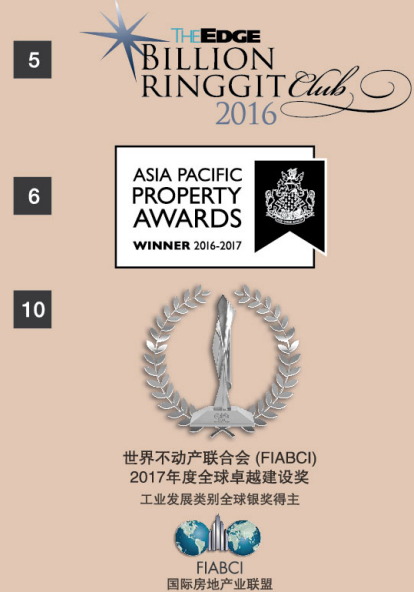 5
THEEDGE
BILLION
RINGGIT Club
2016
6
ASIA PACIFIC
PROPERTY
AWARDS
WINNER 2016-2017
10
世界不动产联合会 (FIABCI)
2017年度全球卓越建设奖
工业发展类别全球银奖得主
FIABCI
国际房地产业联盟